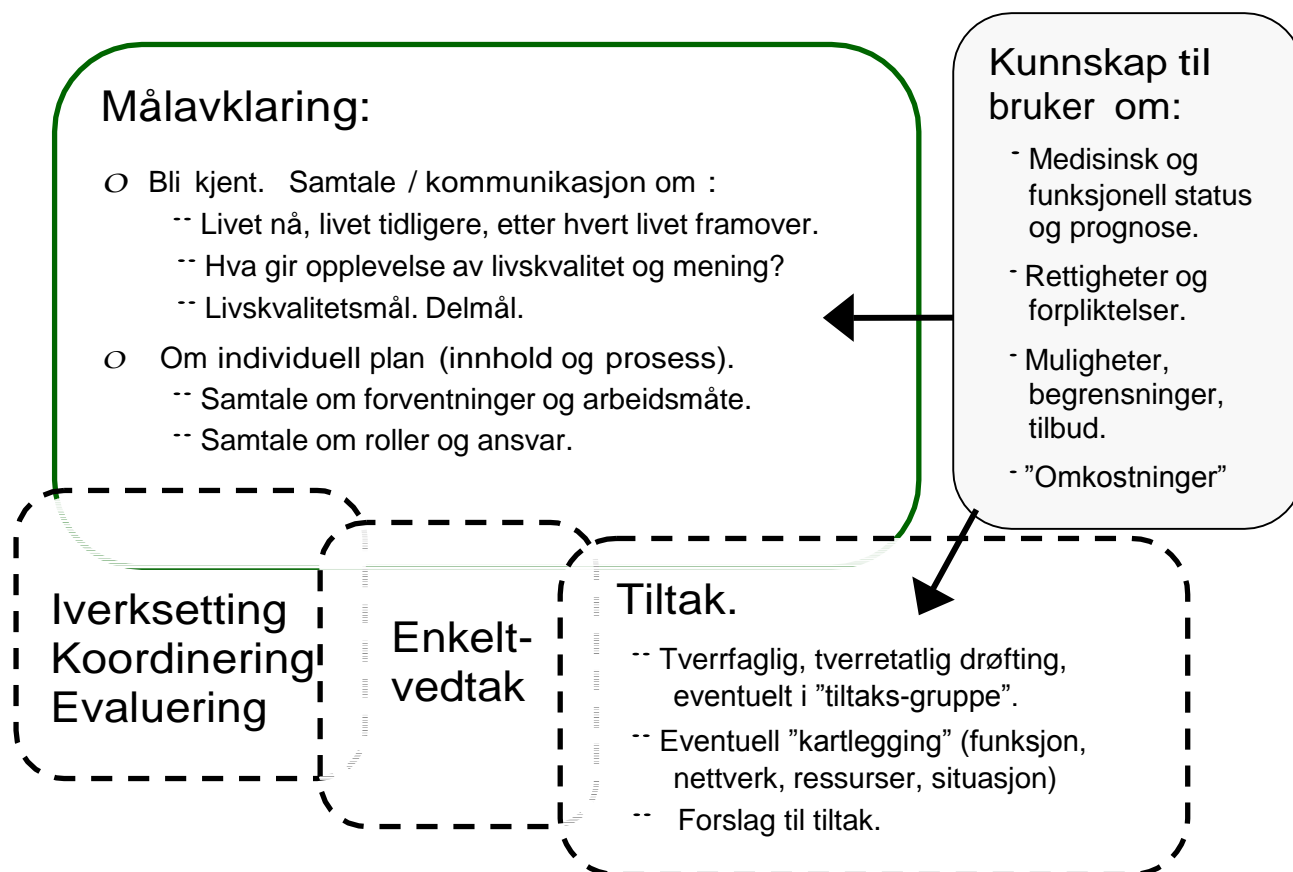 Målavklaring:
o Bli kjent. Samtale / kommunikasjon om :
-- Livet nå, livet tidligere, etter hvert livet framover.
-- Hva gir opplevelse av livskvalitet og mening?
-- Livskvalitetsmål. Delmål.
o Om individuell plan (innhold og prosess).
-- Samtale om forventninger og arbeidsmåte.
-- Samtale om roller og ansvar.
Kunnskap til
bruker om:
- Medisinsk og
funksjonell status
og prognose.
- Rettigheter og
forpliktelser.
- Muligheter,
begrensninger,
tilbud.
- ”Omkostninger”
Iverksetting
Koordinering
Evaluering
Enkelt-
vedtak
Tiltak.
-- Tverrfaglig, tverretatlig drøfting,
eventuelt i ”tiltaks-gruppe”.
-- Eventuell ”kartlegging” (funksjon,
nettverk, ressurser, situasjon)
-- Forslag til tiltak.